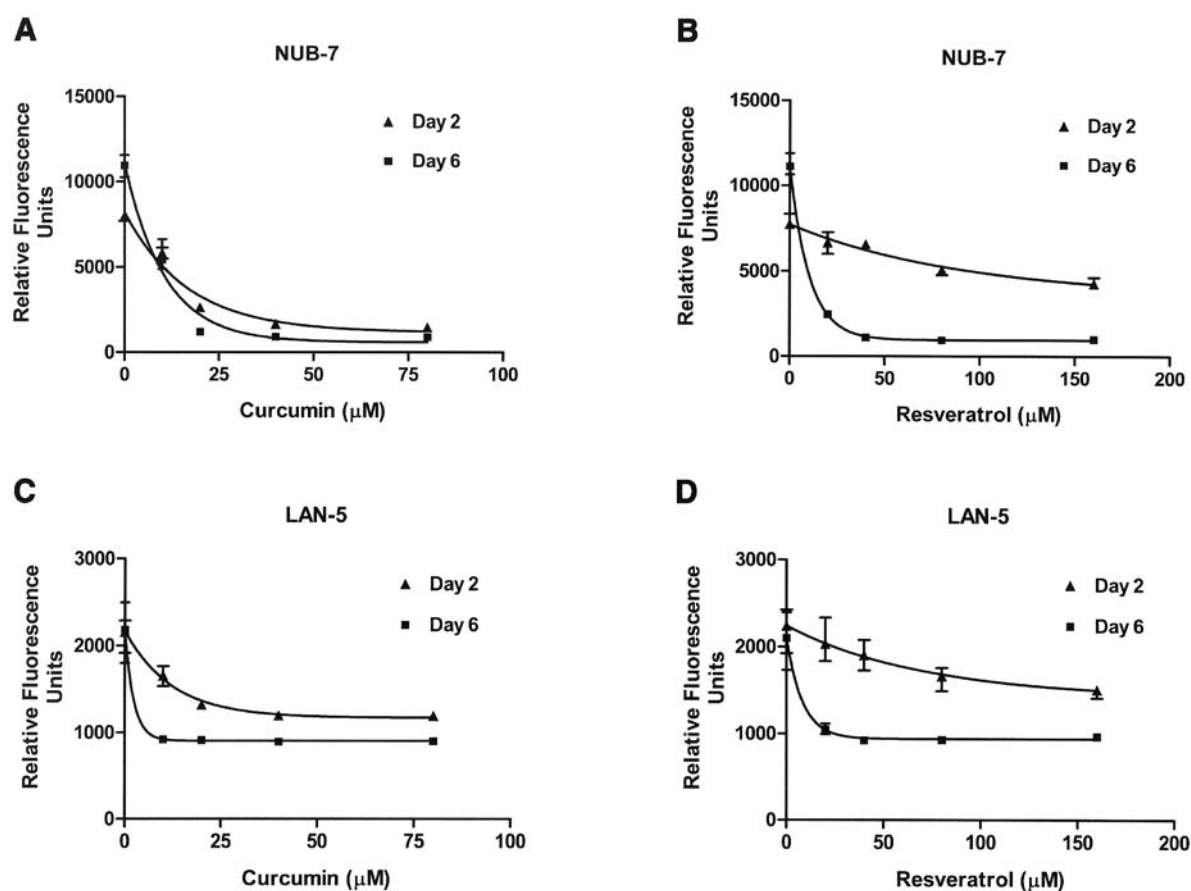 A
NUB-7
15000
10000
5000
0
Relative Fluorescence
Units
Day 2
Day 6
0 25 50 75 100
Curcumin (μM)
B
NUB-7
15000
10000
5000
0
Relative Fluorescence
Units
Day 2
Day 6
0 50 100 150 200
Resveratrol (μM)
C
LAN-5
3000
2000
1000
0
Relative Fluorescence
Units
Day 2
Day 6
0 25 50 75 100
Curcumin (μM)
D
LAN-5
3000
2000
1000
0
Relative Fluorescence
Units
Day 2
Day 6
0 50 100 150 200
Resveratrol (μM)